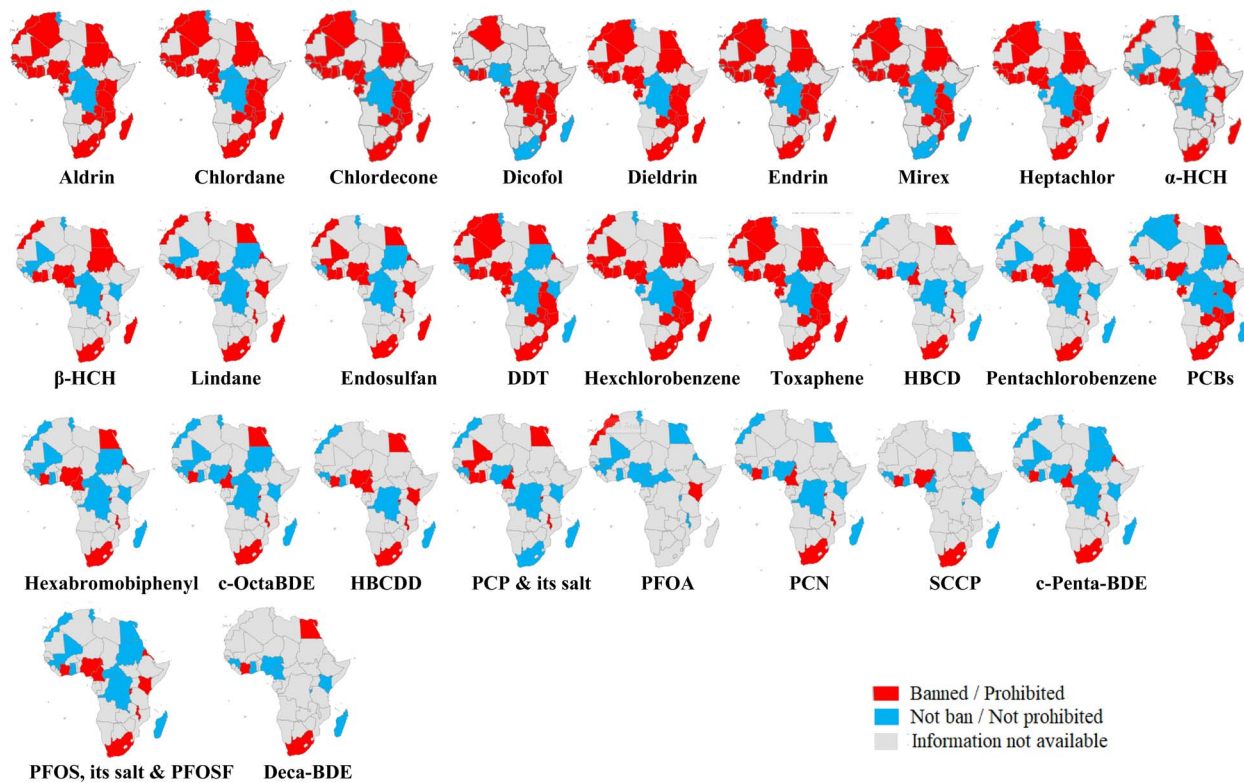 Aldrin Chlordane Chlordecone Dicofol Dieldrin Endrin Mirex Heptachlor α-HCH
β-HCH Lindane Endosulfan DDT Hexchlorobenzene Toxaphene HBCD Pentachlorobenzene PCBs
Hexabromobiphenyl c-OctaBDE HBCDD PCP & its salt PFOA PCN SCCP c-Penta-BDE
Banned / Prohibited
Not ban / Not prohibited
Information not available
PFOS, its salt & PFOSF Deca-BDE